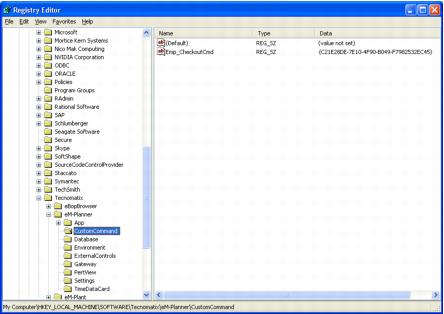 Registry Editor
File Edit View Favorites Help
Microsoft
Mortice Kern Systems
Nico Mak Computing
NVIDIA Corporation
ODBC
ORACLE
Policies
Program Groups
RAdmin
Rational Software
SAP
Schlumberger
Seagate Software
Secure
Skype
SoftShape
SourceCodeControlProvider
Staccato
Symantec
TechSmith
Tecnomatix
eBopBrowser
eM-Planner
App
CustomCommand
Database
Environment
ExternalControls
Gateway
PertView
Settings
TimeDataCard
eM-Plant
Name Type Data
(Default) REG_SZ (value not set)
Emp_CheckoutCmd REG_SZ {C21E28DE-7E10-4F90-B049-F7982532EC45}
My Computer\HKEY_LOCAL_MACHINE\SOFTWARE\Tecnomatix\eM-Planner\CustomCommand